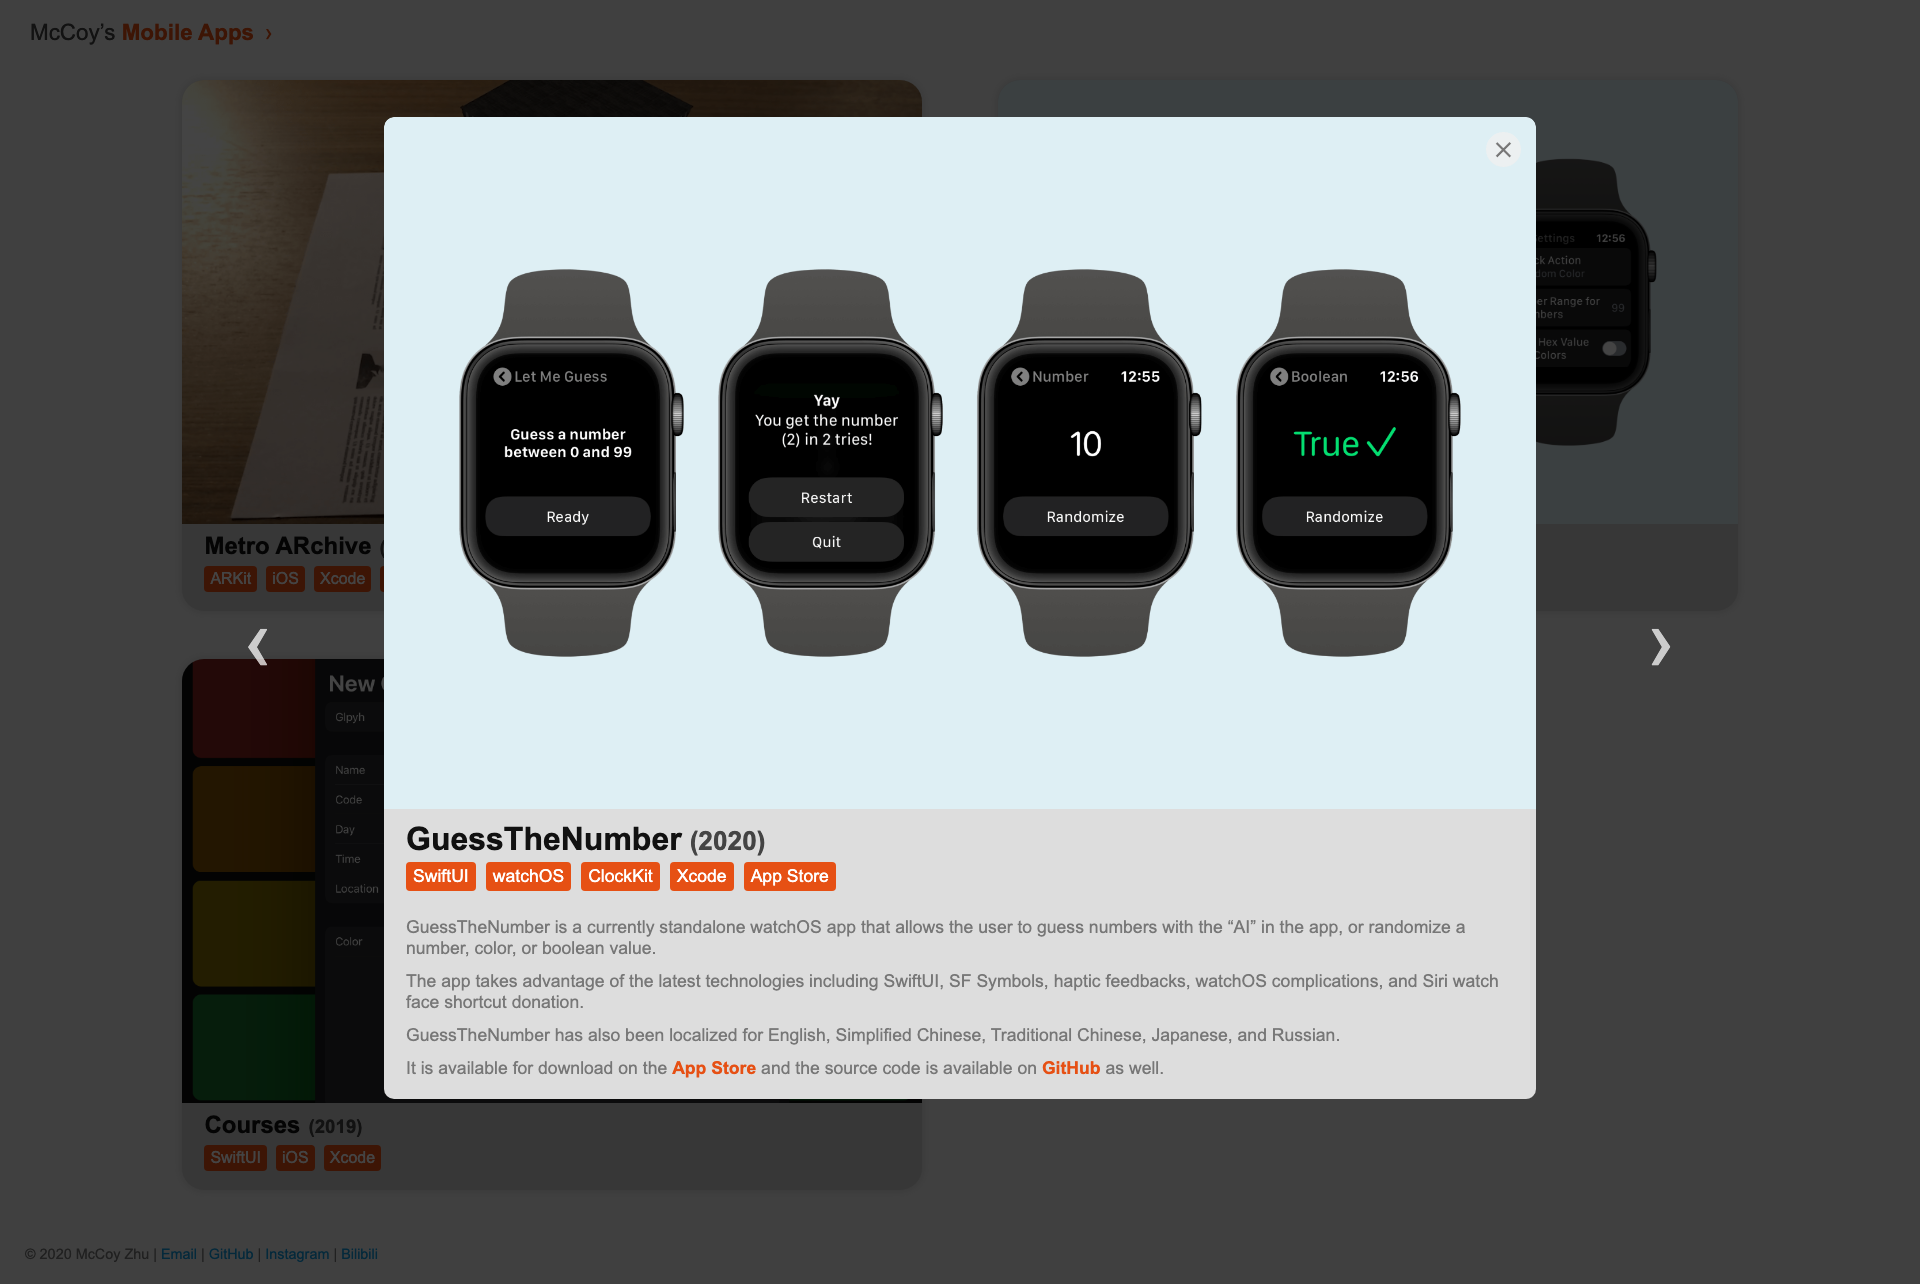 McCoy’s Mobile Apps ›
ettings 12:56
ck Action
dom Color
er Range for
mbers 99
Hex Value
Colors
Let Me Guess
Guess a number
between 0 and 99
Ready
Yay
You get the number
(2) in 2 tries!
Restart
Quit
Number 12:55
10
Randomize
Boolean 12:56
True
Randomize
Metro ARchive (
ARKit iOS Xcode
New
Glpyh
Name
Code
Day
Time
Location
Color
GuessTheNumber (2020)
SwiftUI watchOS ClockKit Xcode App Store
GuessTheNumber is a currently standalone watchOS app that allows the user to guess numbers with the “AI” in the app, or randomize a
number, color, or boolean value.
The app takes advantage of the latest technologies including SwiftUI, SF Symbols, haptic feedbacks, watchOS complications, and Siri watch
face shortcut donation.
GuessTheNumber has also been localized for English, Simplified Chinese, Traditional Chinese, Japanese, and Russian.
It is available for download on the App Store and the source code is available on GitHub as well.
Courses (2019)
SwiftUI iOS Xcode
© 2020 McCoy Zhu | Email | GitHub | Instagram | Bilibili